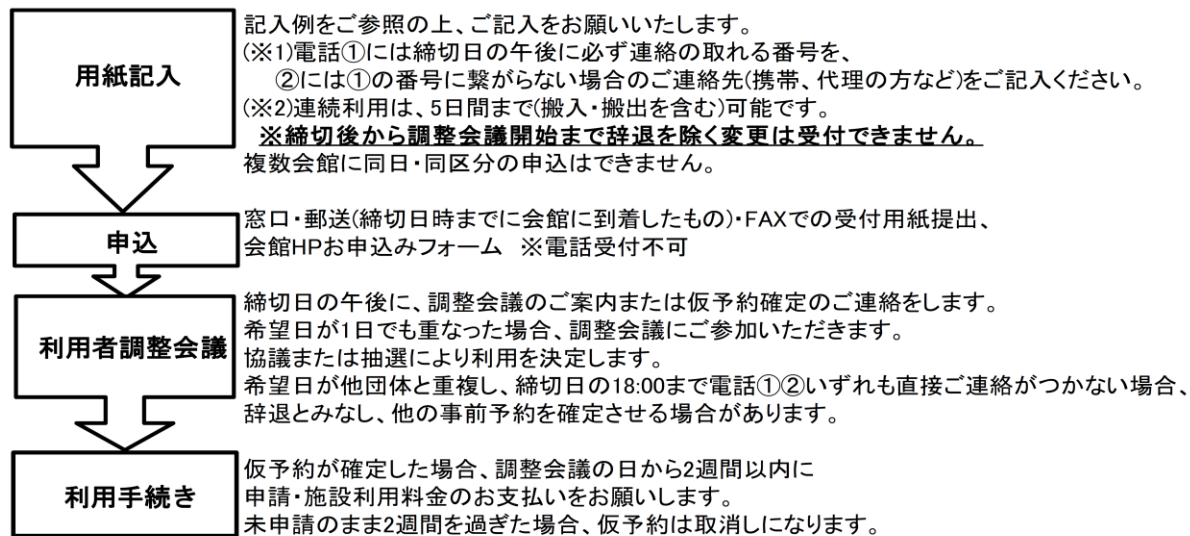 用紙記入
記入例をご参照の上、ご記入をお願いいたします。
(※1)電話①には締切日の午後に必ず連絡の取れる番号を、
②には①の番号に繋がらない場合のご連絡先(携帯、代理の方など)をご記入ください。
(※2)連続利用は、5日間まで(搬入・搬出を含む)可能です。
※締切後から調整会議開始まで辞退を除く変更は受付できません。
複数会館に同日・同区分の申込はできません。
申込
窓口・郵送(締切日時までに会館に到着したもの)・FAXでの受付用紙提出、
会館HPお申込みフォーム ※電話受付不可
利用者調整会議
締切日の午後に、調整会議のご案内または仮予約確定のご連絡をします。
希望日が1日でも重なった場合、調整会議にご参加いただきます。
協議または抽選により利用を決定します。
希望日が他団体と重複し、締切日の18:00まで電話①②いずれも直接ご連絡がつかない場合、
辞退とみなし、他の事前予約を確定させる場合があります。
利用手続き
仮予約が確定した場合、調整会議の日から2週間以内に
申請・施設利用料金のお支払いをお願いします。
未申請のまま2週間を過ぎた場合、仮予約は取消しになります。